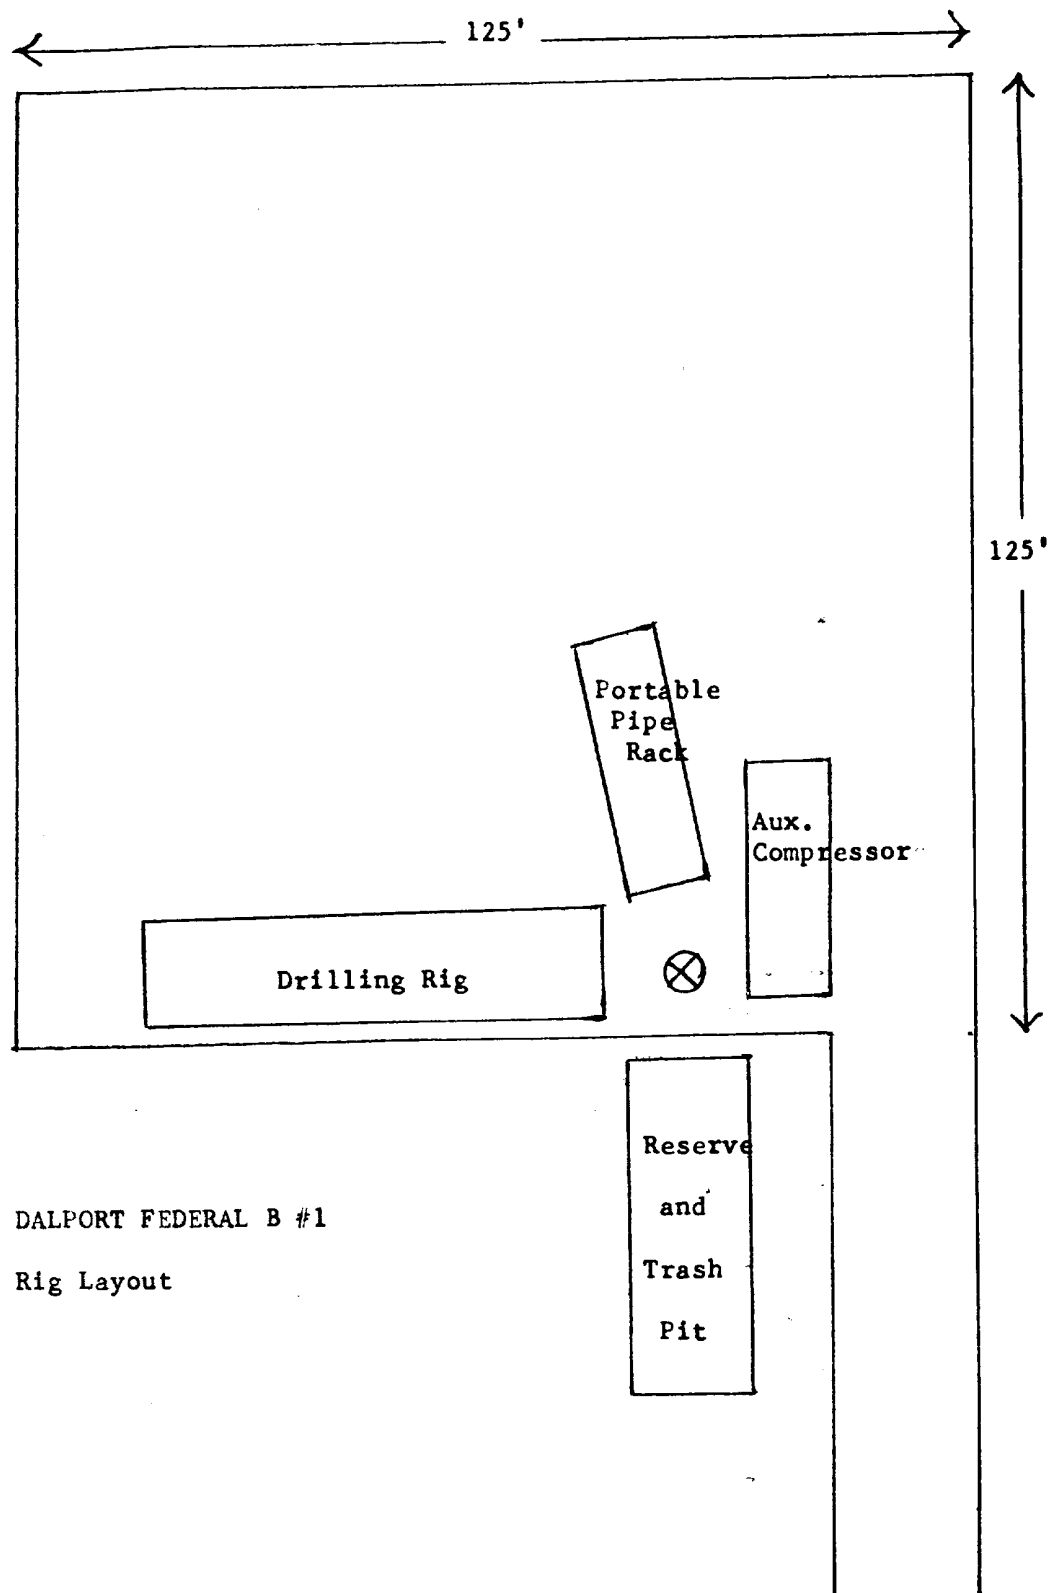 125'
125'
Portable
Pipe
Rack
Aux.
Compressor
Drilling Rig
Reserve
and
Trash
Pit
DALPORT FEDERAL B #1
Rig Layout